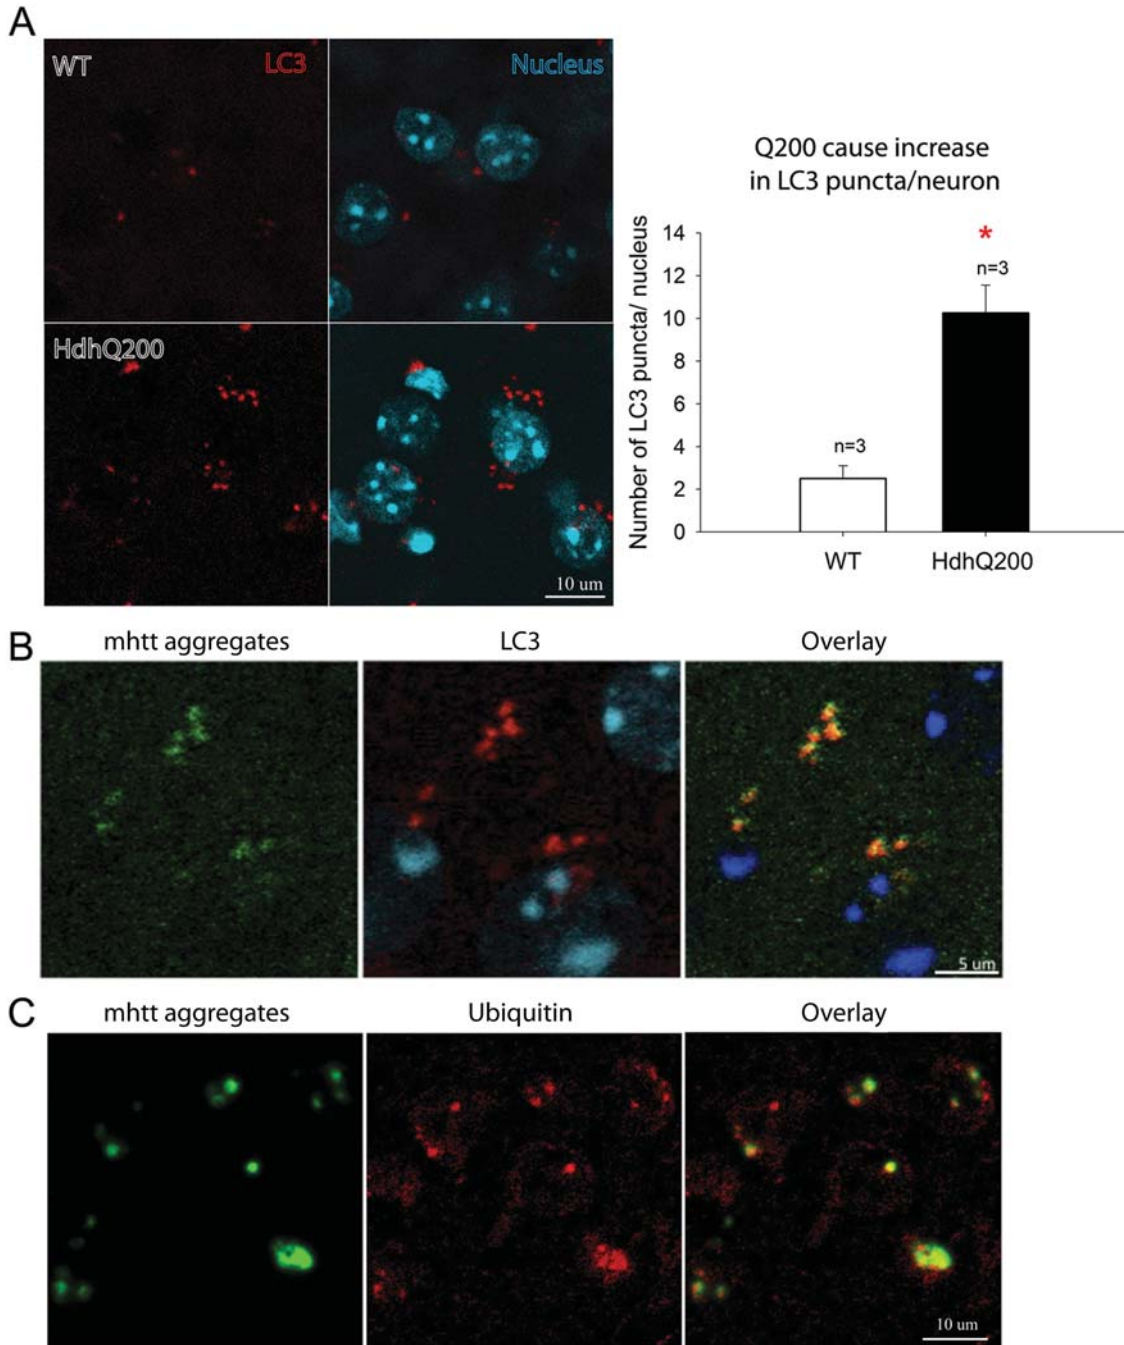 A
WT
LC3
Nucleus
HdhQ200
10 um
Q200 cause increase
in LC3 puncta/neuron
Number of LC3 puncta/ nucleus
14
12
10
8
6
4
2
0
*
n=3
n=3
WT
HdhQ200
B
mhtt aggregates
LC3
Overlay
5 um
C
mhtt aggregates
Ubiquitin
Overlay
10 um